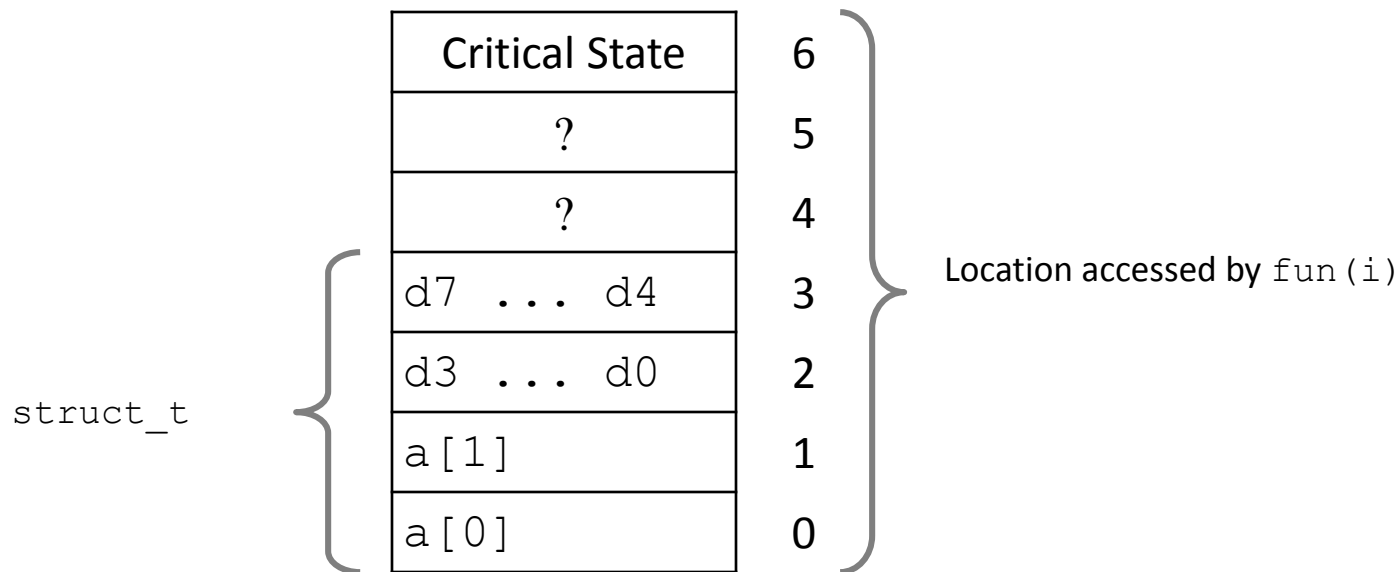 Critical State 6
? 5
? 4
d7 ... d4 3
Location accessed by fun(i)
d3 ... d0 2
struct_t
a[1] 1
a[0] 0